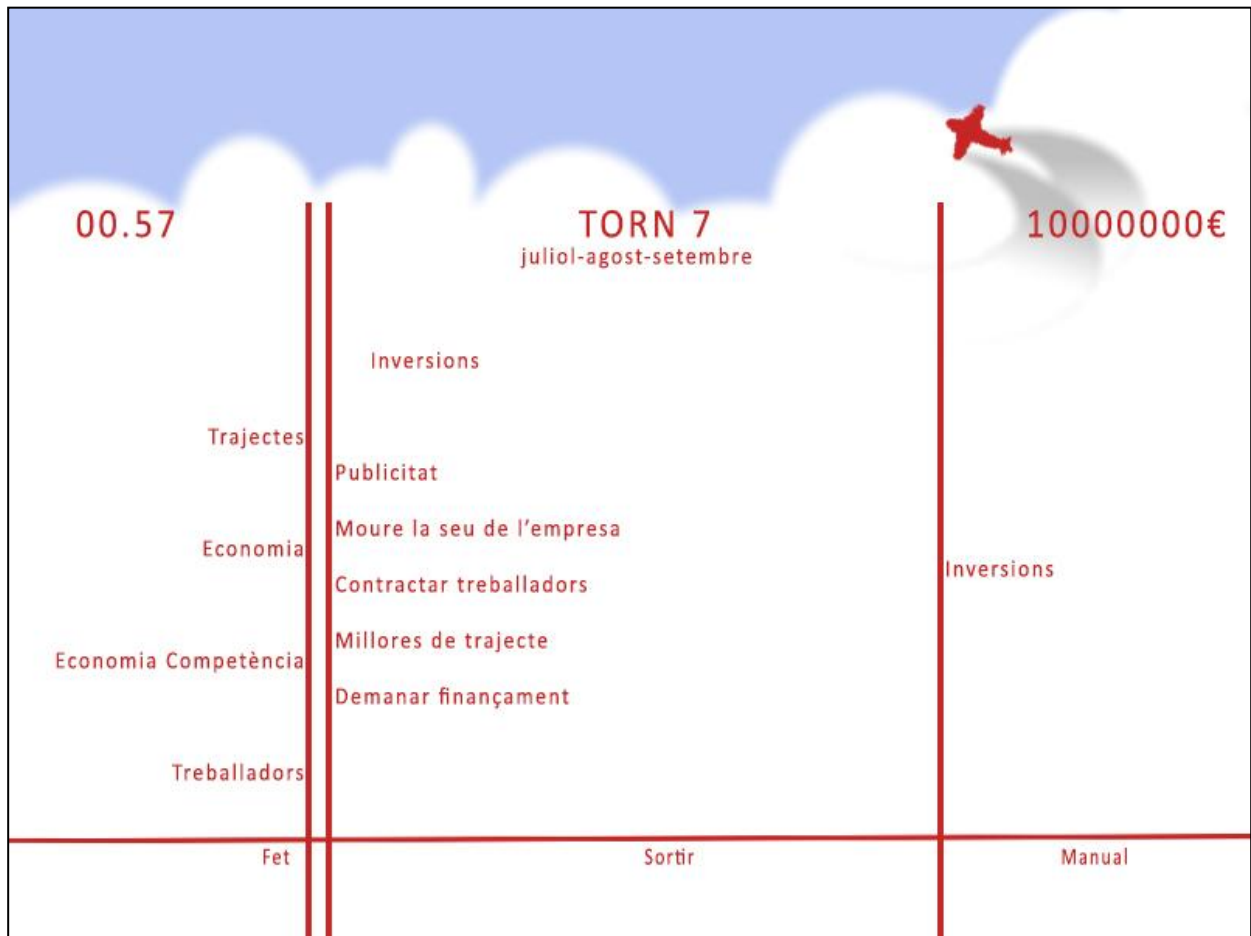 00.57
TORN 7
10000000€
juliol-agost-setembre
Inversions
Trajectes
Publicitat
Moure la seu de l'empresa
Economia
Inversions
Contractar treballadors
Millores de trajecte
Economia Competència
Demanar finançament
Treballadors
Fet
Sortir
Manual